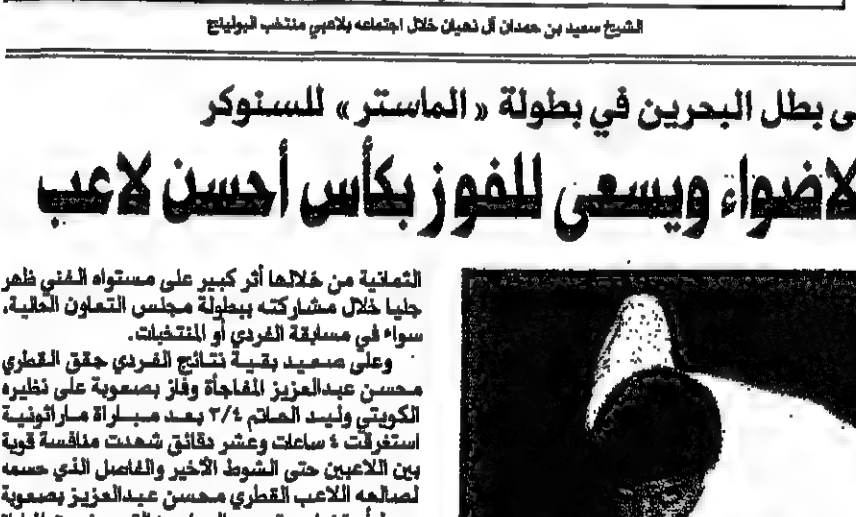 الشيخ سعيد بن حمدان آل نهيان خلال اجتماعه بلاعبي منتخب البولينج
بطل البحرين في بطولة « الماستر » للسنوكر
الاضواء ويسعى للفوز بكأس أحسن لاعب
الثمانية من خلالها أثر كبير على مستواه الفني ظهر
جليا خلال مشاركته ببطولة مجلس التعاون الحالية،
سواء في مسابقة الفردي أو المنتخبات.
وعلى صعيد بقية نتائج الفردي حقق القطري
محسن عبدالعزيز المفاجأة وفاز بصعوبة على نظيره
الكويتي وليد الحاتم ٣/٤ بعد مباراة ماراثونية
استغرقت ٤ ساعات وعشر دقائق شهدت منافسة قوية
بين اللاعبين حتى الشوط الأخير والفاصل الذي حسمه
لصالحه اللاعب القطري محسن عبدالعزيز بصعوبة